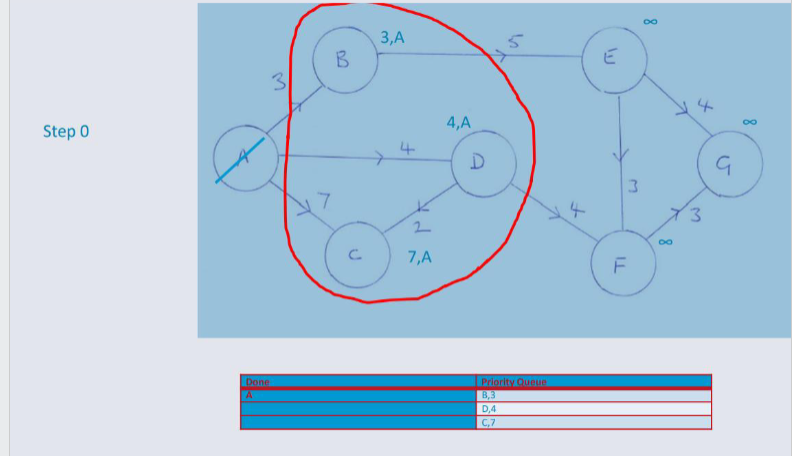 ∞
3,A
5
B
E
3
4
∞
4,A
Step 0
4
A
D
G
7
3
4
2
3
C
7,A
∞
F
Done
Priority Queue
A
B,3
D,4
C,7